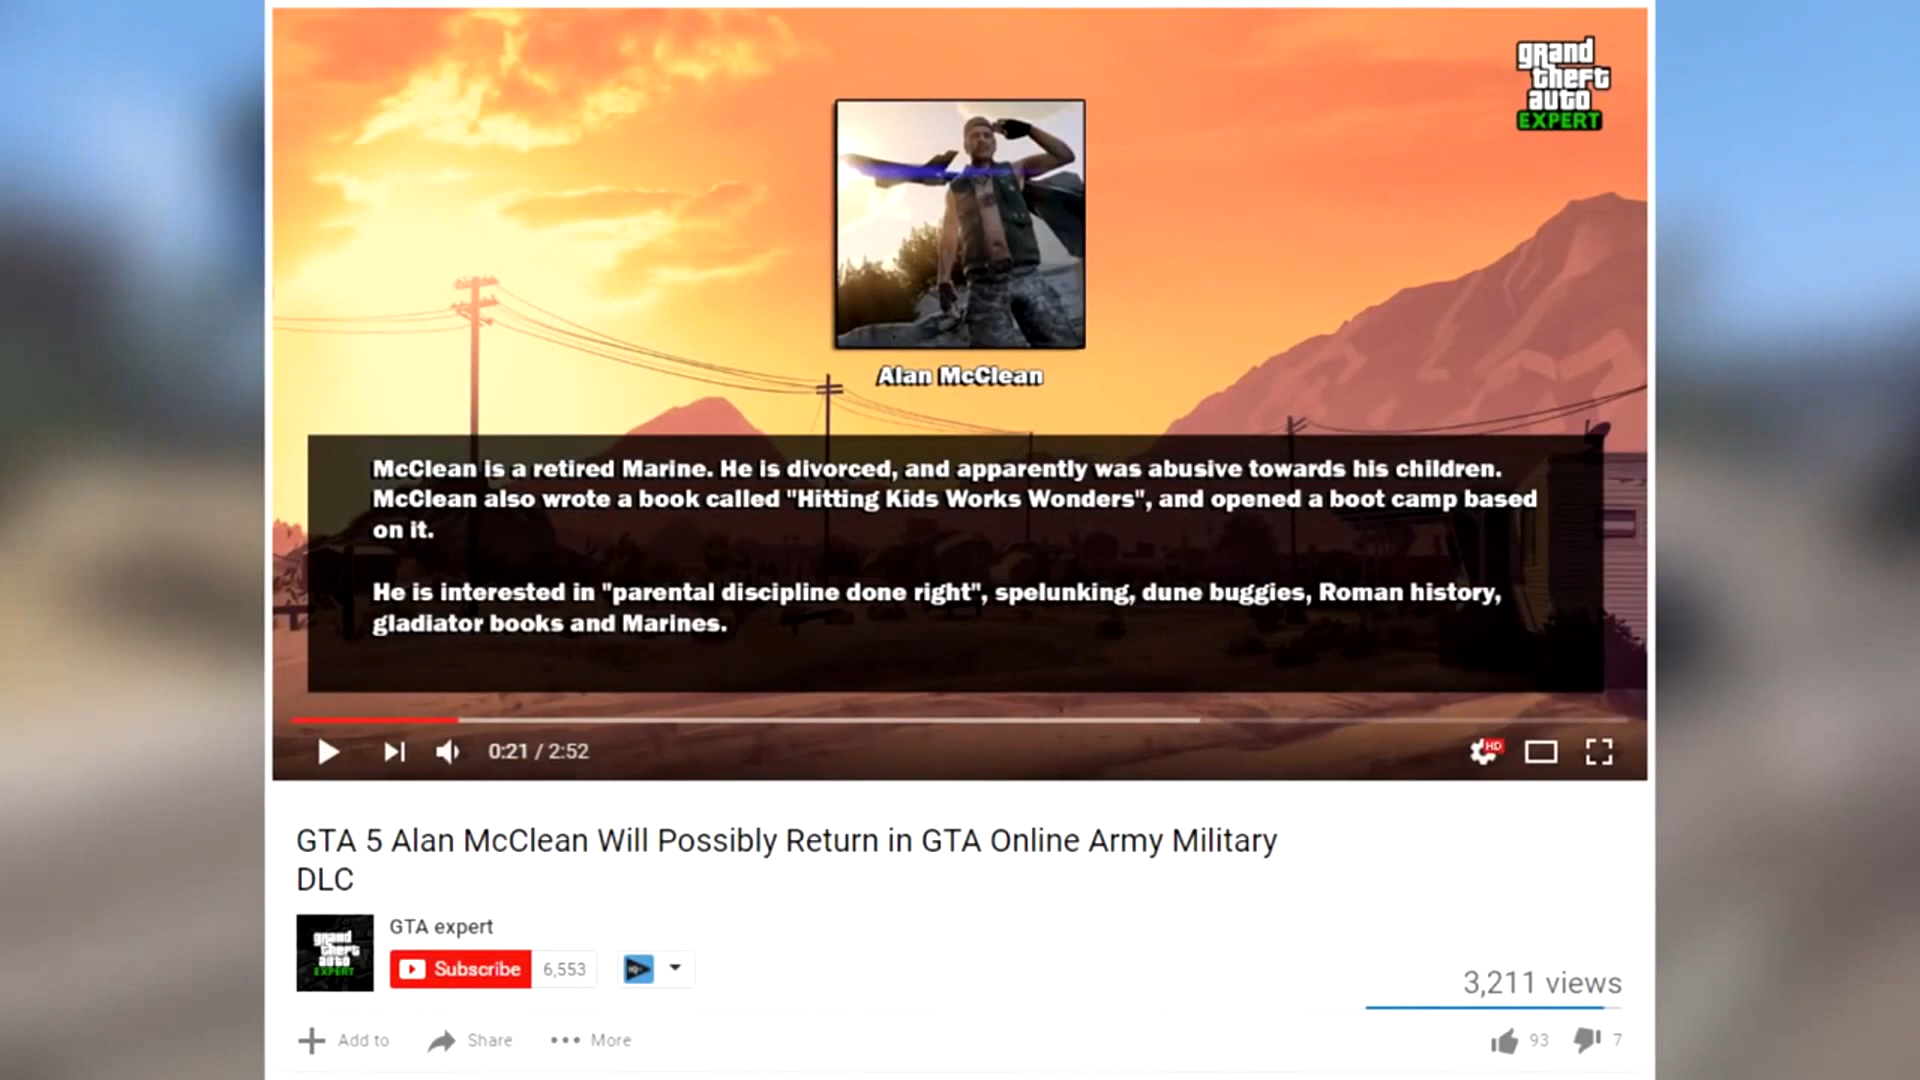 grand
theft
auto
EXPERT
Alan McClean
McClean is a retired Marine. He is divorced, and apparently was abusive towards his children.
McClean also wrote a book called "Hitting Kids Works Wonders", and opened a boot camp based
on it.
He is interested in "parental discipline done right", spelunking, dune buggies, Roman history,
gladiator books and Marines.
0:21 / 2:52
HD
GTA 5 Alan McClean Will Possibly Return in GTA Online Army Military
DLC
grand
theft
auto
EXPERT
GTA expert
Subscribe 6,553
3,211 views
Add to Share More
93 7